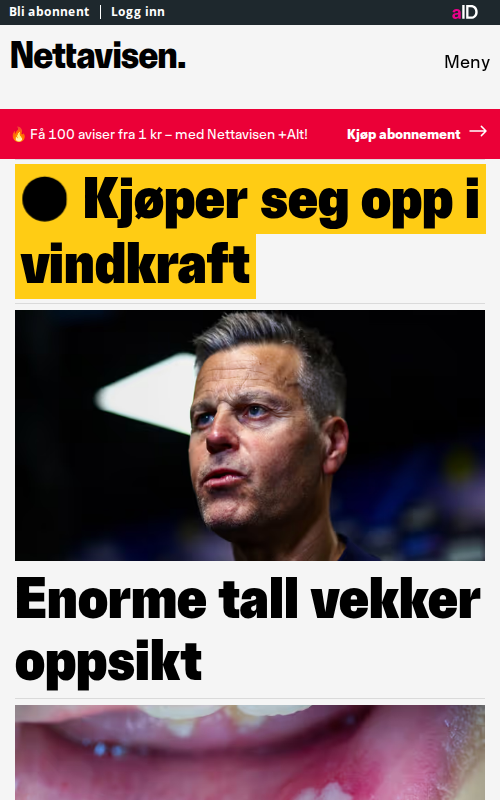 Bli abonnent | Logg inn
aID
Nettavisen.
Meny
🔥 Få 100 aviser fra 1 kr – med Nettavisen +Alt!
Kjøp abonnement →
● Kjøper seg opp i
vindkraft
Enorme tall vekker
oppsikt